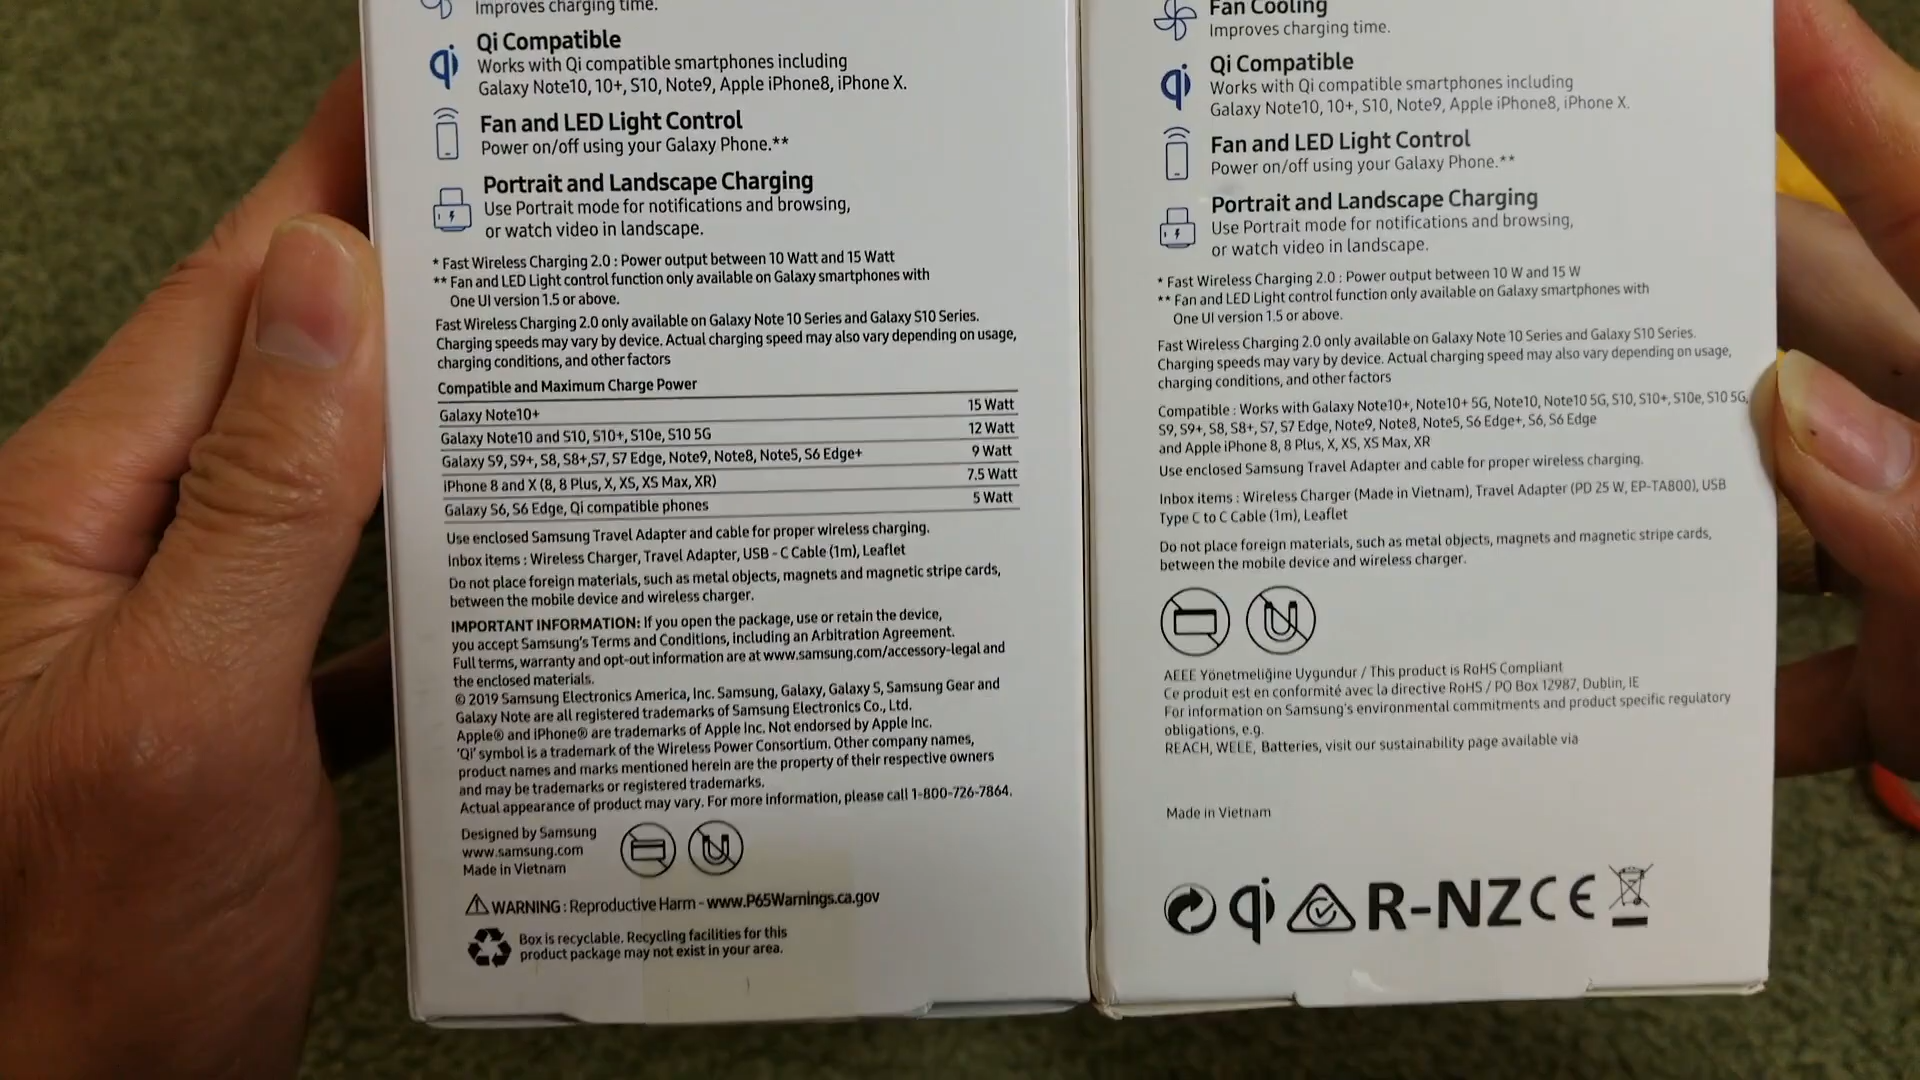 Improves charging time.
Qi Compatible
Works with Qi compatible smartphones including
Galaxy Note10, 10+, S10, Note9, Apple iPhone8, iPhone X.
Fan and LED Light Control
Power on/off using your Galaxy Phone.**
Portrait and Landscape Charging
Use Portrait mode for notifications and browsing,
or watch video in landscape.
* Fast Wireless Charging 2.0 : Power output between 10 Watt and 15 Watt
** Fan and LED Light control function only available on Galaxy smartphones with
One UI version 1.5 or above.
Fast Wireless Charging 2.0 only available on Galaxy Note 10 Series and Galaxy S10 Series.
Charging speeds may vary by device. Actual charging speed may also vary depending on usage,
charging conditions, and other factors
Compatible and Maximum Charge Power
Galaxy Note10+ 15 Watt
Galaxy Note10 and S10, S10+, S10e, S10 5G 12 Watt
Galaxy S9, S9+, S8, S8+,S7, S7 Edge, Note9, Note8, Note5, S6 Edge+ 9 Watt
iPhone 8 and X (8, 8 Plus, X, XS, XS Max, XR) 7.5 Watt
Galaxy S6, S6 Edge, Qi compatible phones 5 Watt
Use enclosed Samsung Travel Adapter and cable for proper wireless charging.
Inbox items : Wireless Charger, Travel Adapter, USB - C Cable (1m), Leaflet
Do not place foreign materials, such as metal objects, magnets and magnetic stripe cards,
between the mobile device and wireless charger.
IMPORTANT INFORMATION: If you open the package, use or retain the device,
you accept Samsung's Terms and Conditions, including an Arbitration Agreement.
Full terms, warranty and opt-out information are at www.samsung.com/accessory-legal and
the enclosed materials.
© 2019 Samsung Electronics America, Inc. Samsung, Galaxy, Galaxy S, Samsung Gear and
Galaxy Note are all registered trademarks of Samsung Electronics Co., Ltd.
Apple® and iPhone® are trademarks of Apple Inc. Not endorsed by Apple Inc.
'Qi' symbol is a trademark of the Wireless Power Consortium. Other company names,
product names and marks mentioned herein are the property of their respective owners
and may be trademarks or registered trademarks.
Actual appearance of product may vary. For more information, please call 1-800-726-7864.
Designed by Samsung
www.samsung.com
Made in Vietnam
WARNING : Reproductive Harm - www.P65Warnings.ca.gov
Box is recyclable. Recycling facilities for this
product package may not exist in your area.
Fan Cooling
Improves charging time.
Qi Compatible
Works with Qi compatible smartphones including
Galaxy Note10, 10+, S10, Note9, Apple iPhone8, iPhone X.
Fan and LED Light Control
Power on/off using your Galaxy Phone.**
Portrait and Landscape Charging
Use Portrait mode for notifications and browsing,
or watch video in landscape.
* Fast Wireless Charging 2.0 : Power output between 10 W and 15 W
** Fan and LED Light control function only available on Galaxy smartphones with
One UI version 1.5 or above.
Fast Wireless Charging 2.0 only available on Galaxy Note 10 Series and Galaxy S10 Series.
Charging speeds may vary by device. Actual charging speed may also vary depending on usage,
charging conditions, and other factors
Compatible : Works with Galaxy Note10+, Note10+ 5G, Note10, Note10 5G, S10, S10+, S10e, S10 5G,
S9, S9+, S8, S8+, S7, S7 Edge, Note9, Note8, Note5, S6 Edge+, S6, S6 Edge
and Apple iPhone 8, 8 Plus, X, XS, XS Max, XR
Use enclosed Samsung Travel Adapter and cable for proper wireless charging.
Inbox items : Wireless Charger (Made in Vietnam), Travel Adapter (PD 25 W, EP-TA800), USB
Type C to C Cable (1m), Leaflet
Do not place foreign materials, such as metal objects, magnets and magnetic stripe cards,
between the mobile device and wireless charger.
AEEE Yönetmeliğine Uygundur / This product is RoHS Compliant
Ce produit est en conformité avec la directive RoHS / PO Box 12987, Dublin, IE
For information on Samsung's environmental commitments and product specific regulatory
obligations, e.g.
REACH, WEEE, Batteries, visit our sustainability page available via
Made in Vietnam
qi R-NZ CE